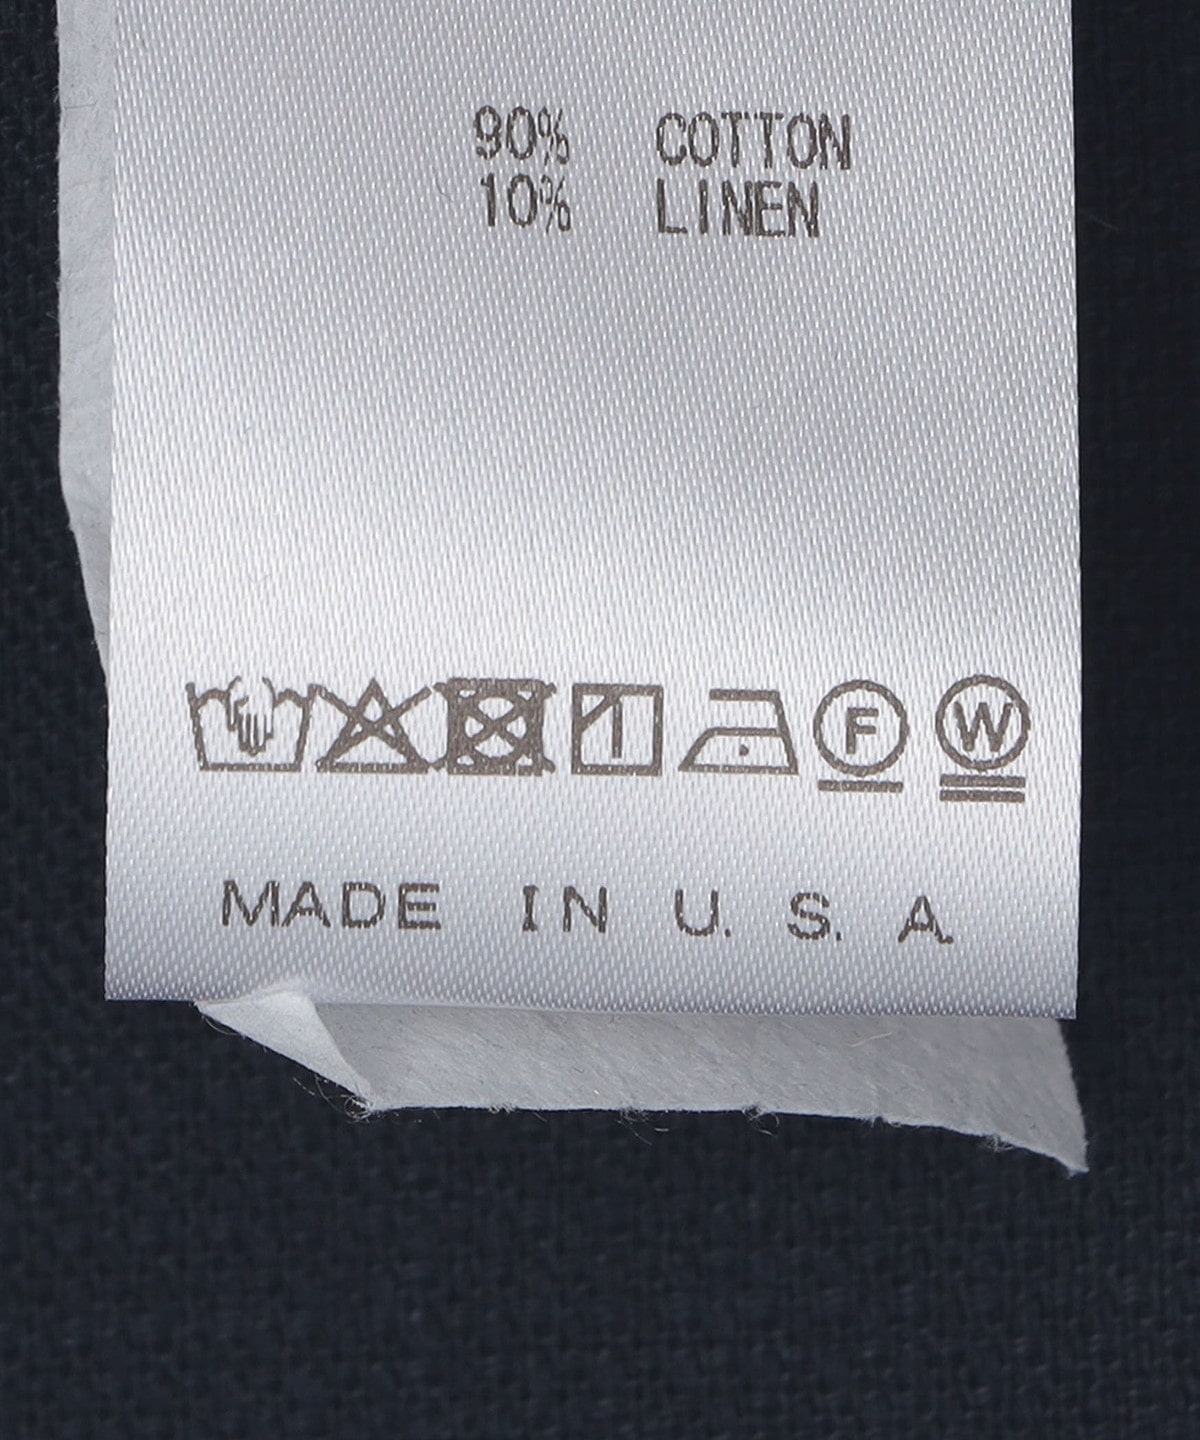 90% COTTON
10% LINEN
F W
MADE IN U.S.A.